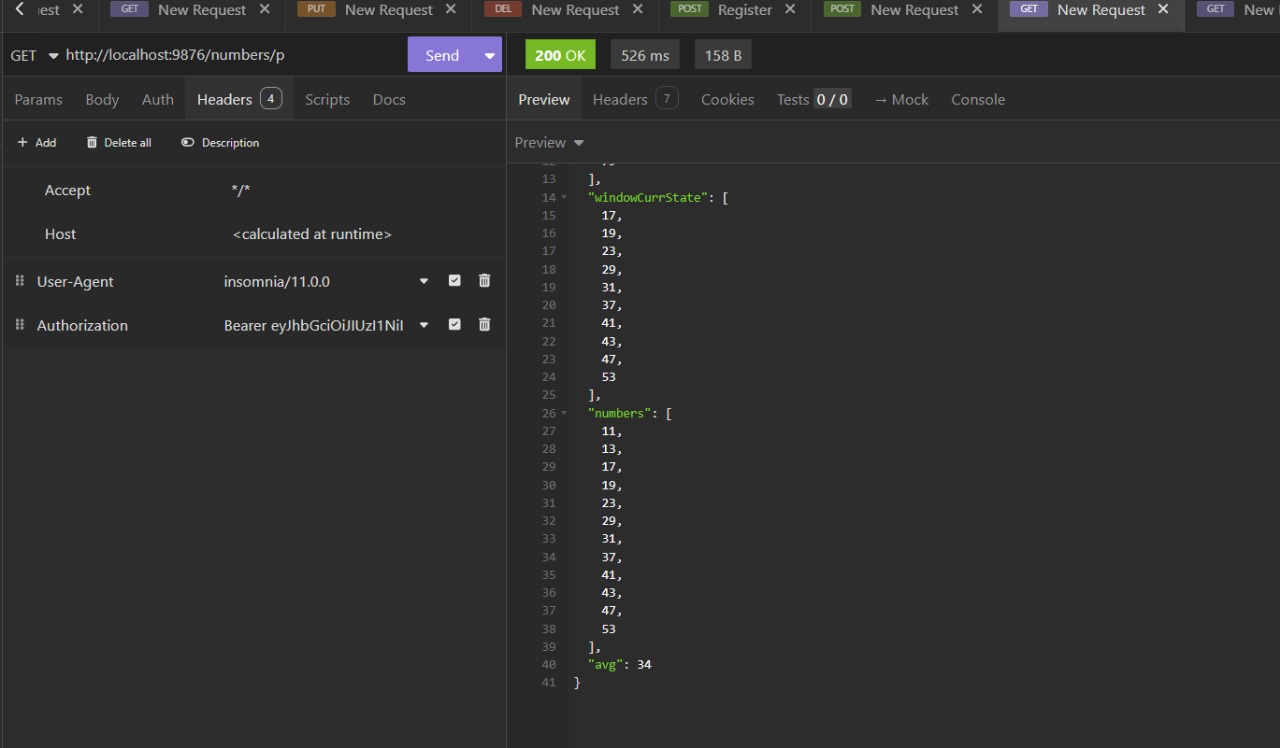 est × GET New Request × PUT New Request × DEL New Request × POST Register × POST New Request × GET New Request × GET New
GET http://localhost:9876/numbers/p Send 200 OK 526 ms 158 B
Params Body Auth Headers 4 Scripts Docs Preview Headers 7 Cookies Tests 0 / 0 → Mock Console
+ Add Delete all Description Preview
Accept */*
Host <calculated at runtime>
User-Agent insomnia/11.0.0
Authorization Bearer eyJhbGciOiJIUzI1NiI
13 ],
14 "windowCurrState": [
15 17,
16 19,
17 23,
18 29,
19 31,
20 37,
21 41,
22 43,
23 47,
24 53
25 ],
26 "numbers": [
27 11,
28 13,
29 17,
30 19,
31 23,
32 29,
33 31,
34 37,
35 41,
36 43,
37 47,
38 53
39 ],
40 "avg": 34
41 }